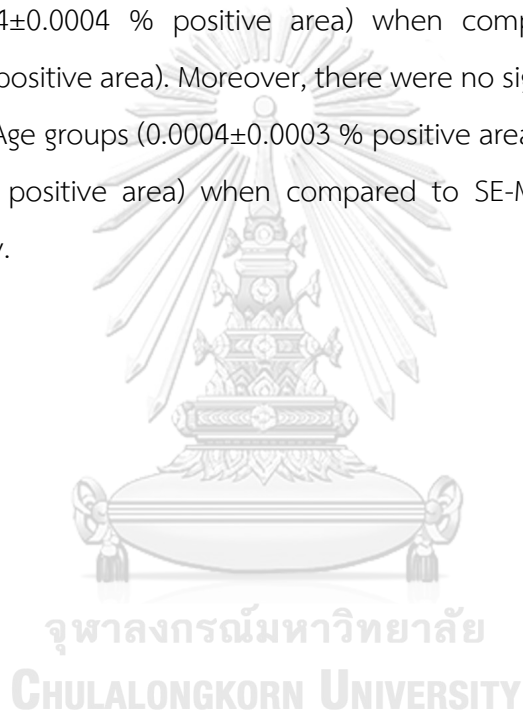 4±0.0004 % positive area) when comp
positive area). Moreover, there were no sig
Age groups (0.0004±0.0003 % positive area
positive area) when compared to SE-M
y.
จุฬาลงกรณ์มหาวิทยาลัย
CHULALONGKORN UNIVERSITY